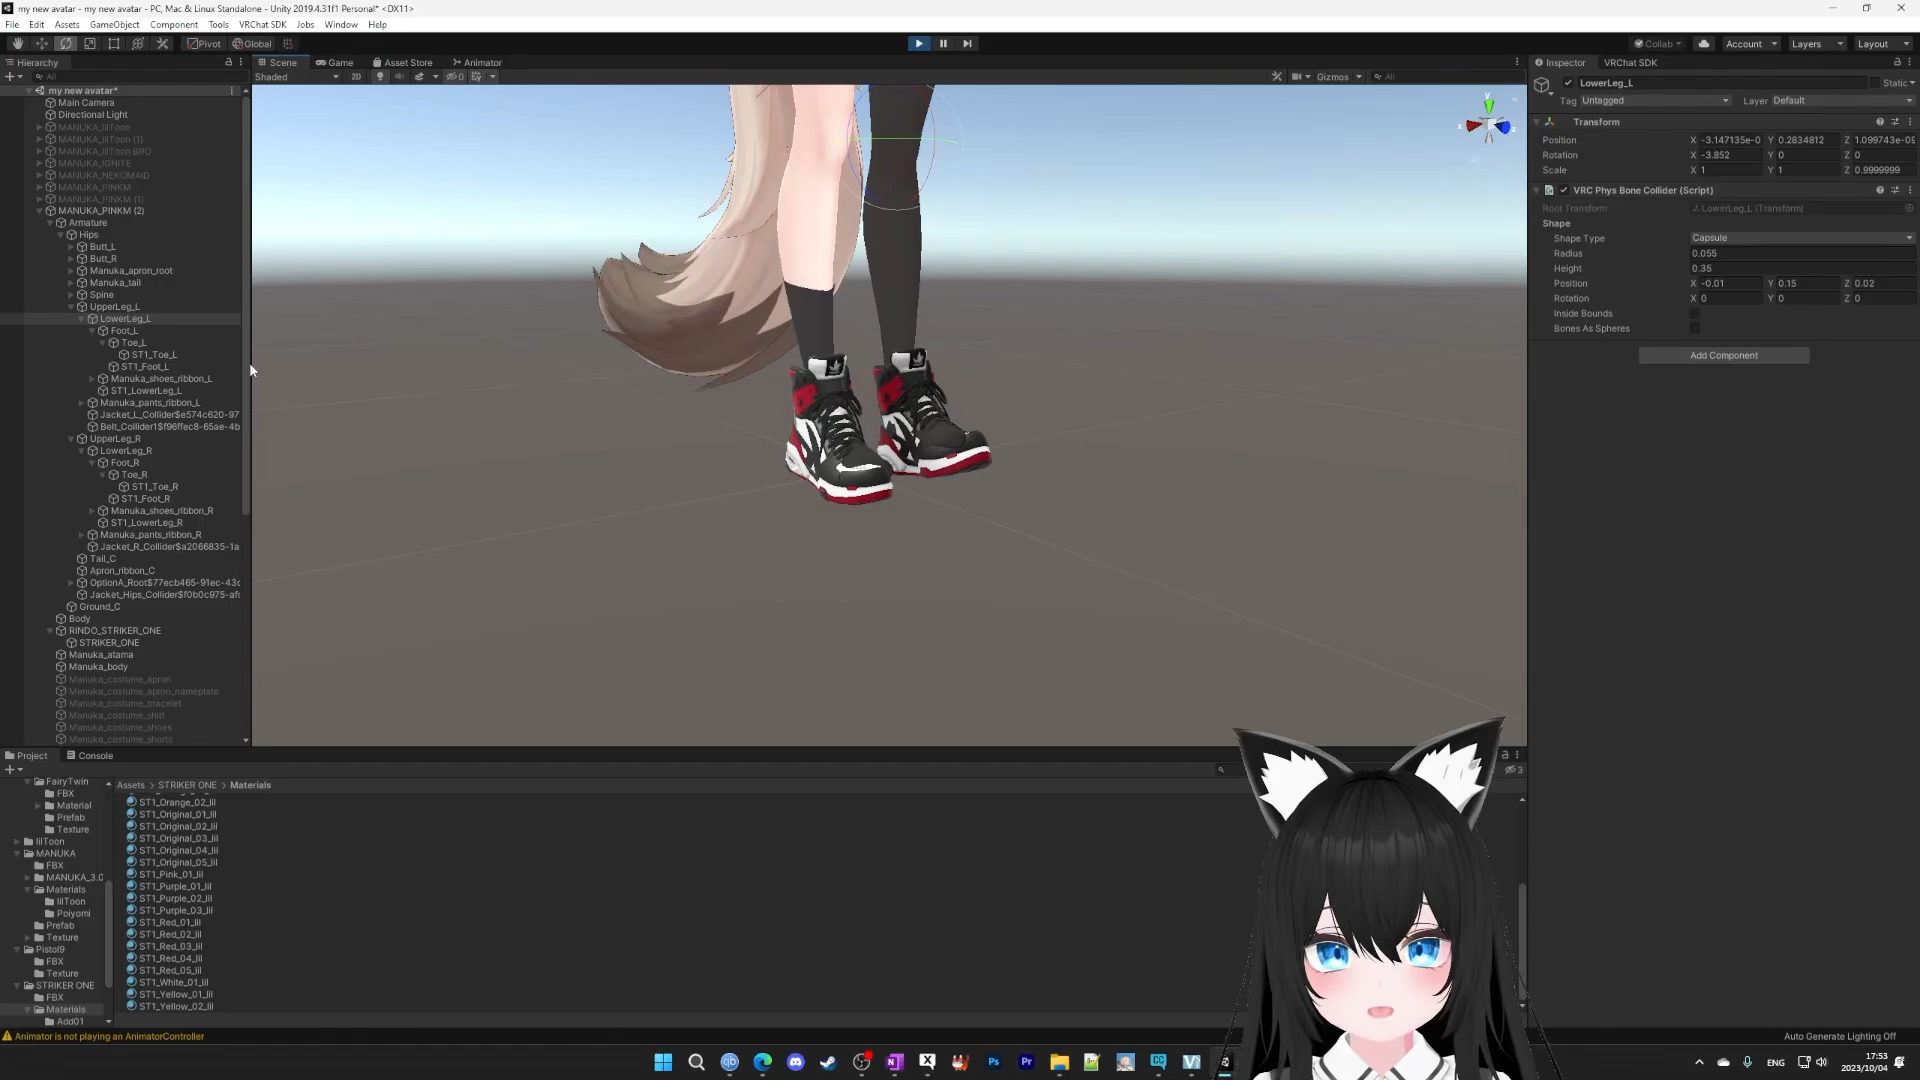 my new avatar - my new avatar - PC, Mac & Linux Standalone - Unity 2019.4.31f1 Personal* <DX11>
File Edit Assets GameObject Component Tools VRChat SDK Jobs Window Help
Pivot Global Collab Account Layers Layout
Hierarchy
All
my new avatar*
Main Camera
Directional Light
MANUKA_lilToon
MANUKA_lilToon (1)
MANUKA_lilToon BRO
MANUKA_IGNITE
MANUKA_NEKOMAID
MANUKA_PINKM
MANUKA_PINKM (1)
MANUKA_PINKM (2)
Armature
Hips
Butt_L
Butt_R
Manuka_apron_root
Manuka_tail
Spine
UpperLeg_L
LowerLeg_L
Foot_L
Toe_L
ST1_Toe_L
ST1_Foot_L
Manuka_shoes_ribbon_L
ST1_LowerLeg_L
Manuka_pants_ribbon_L
Jacket_L_Collider$e574c620-97
Belt_Collider1$f96ffec8-65ae-4b
UpperLeg_R
LowerLeg_R
Foot_R
Toe_R
ST1_Toe_R
ST1_Foot_R
Manuka_shoes_ribbon_R
ST1_LowerLeg_R
Manuka_pants_ribbon_R
Jacket_R_Collider$a2066835-1a
Tail_C
Apron_ribbon_C
OptionA_Root$77ecb465-91ec-43c
Jacket_Hips_Collider$f0b0c975-afc
Ground_C
Body
RINDO_STRIKER_ONE
STRIKER_ONE
Manuka_atama
Manuka_body
Manuka_costume_apron
Manuka_costume_apron_nameplate
Manuka_costume_bracelet
Manuka_costume_shirt
Manuka_costume_shoes
Manuka_costume_shorts
Scene Game Asset Store Animator
Shaded 2D 0 Gizmos All
y
x z
Inspector VRChat SDK
LowerLeg_L Static
Tag Untagged Layer Default
Transform
Position X -3.147135e-0 Y 0.2834812 Z 1.099743e-09
Rotation X -3.852 Y 0 Z 0
Scale X 1 Y 1 Z 0.9999999
VRC Phys Bone Collider (Script)
Root Transform LowerLeg_L (Transform)
Shape
Shape Type Capsule
Radius 0.055
Height 0.35
Position X -0.01 Y 0.15 Z 0.02
Rotation X 0 Y 0 Z 0
Inside Bounds
Bones As Spheres
Add Component
Project Console
3
FairyTwin
FBX
Material
Prefab
Texture
lilToon
MANUKA
FBX
MANUKA_3.0
Materials
lilToon
Poiyomi
Prefab
Texture
Pistol9
FBX
Texture
STRIKER ONE
FBX
Materials
Add01
Assets > STRIKER ONE > Materials
ST1_Orange_02_lil
ST1_Original_01_lil
ST1_Original_02_lil
ST1_Original_03_lil
ST1_Original_04_lil
ST1_Original_05_lil
ST1_Pink_01_lil
ST1_Purple_01_lil
ST1_Purple_02_lil
ST1_Purple_03_lil
ST1_Red_01_lil
ST1_Red_02_lil
ST1_Red_03_lil
ST1_Red_04_lil
ST1_Red_05_lil
ST1_White_01_lil
ST1_Yellow_01_lil
ST1_Yellow_02_lil
Animator is not playing an AnimatorController
Auto Generate Lighting Off
qb N X Ps Pr CC
ENG
17:53
2023/10/04